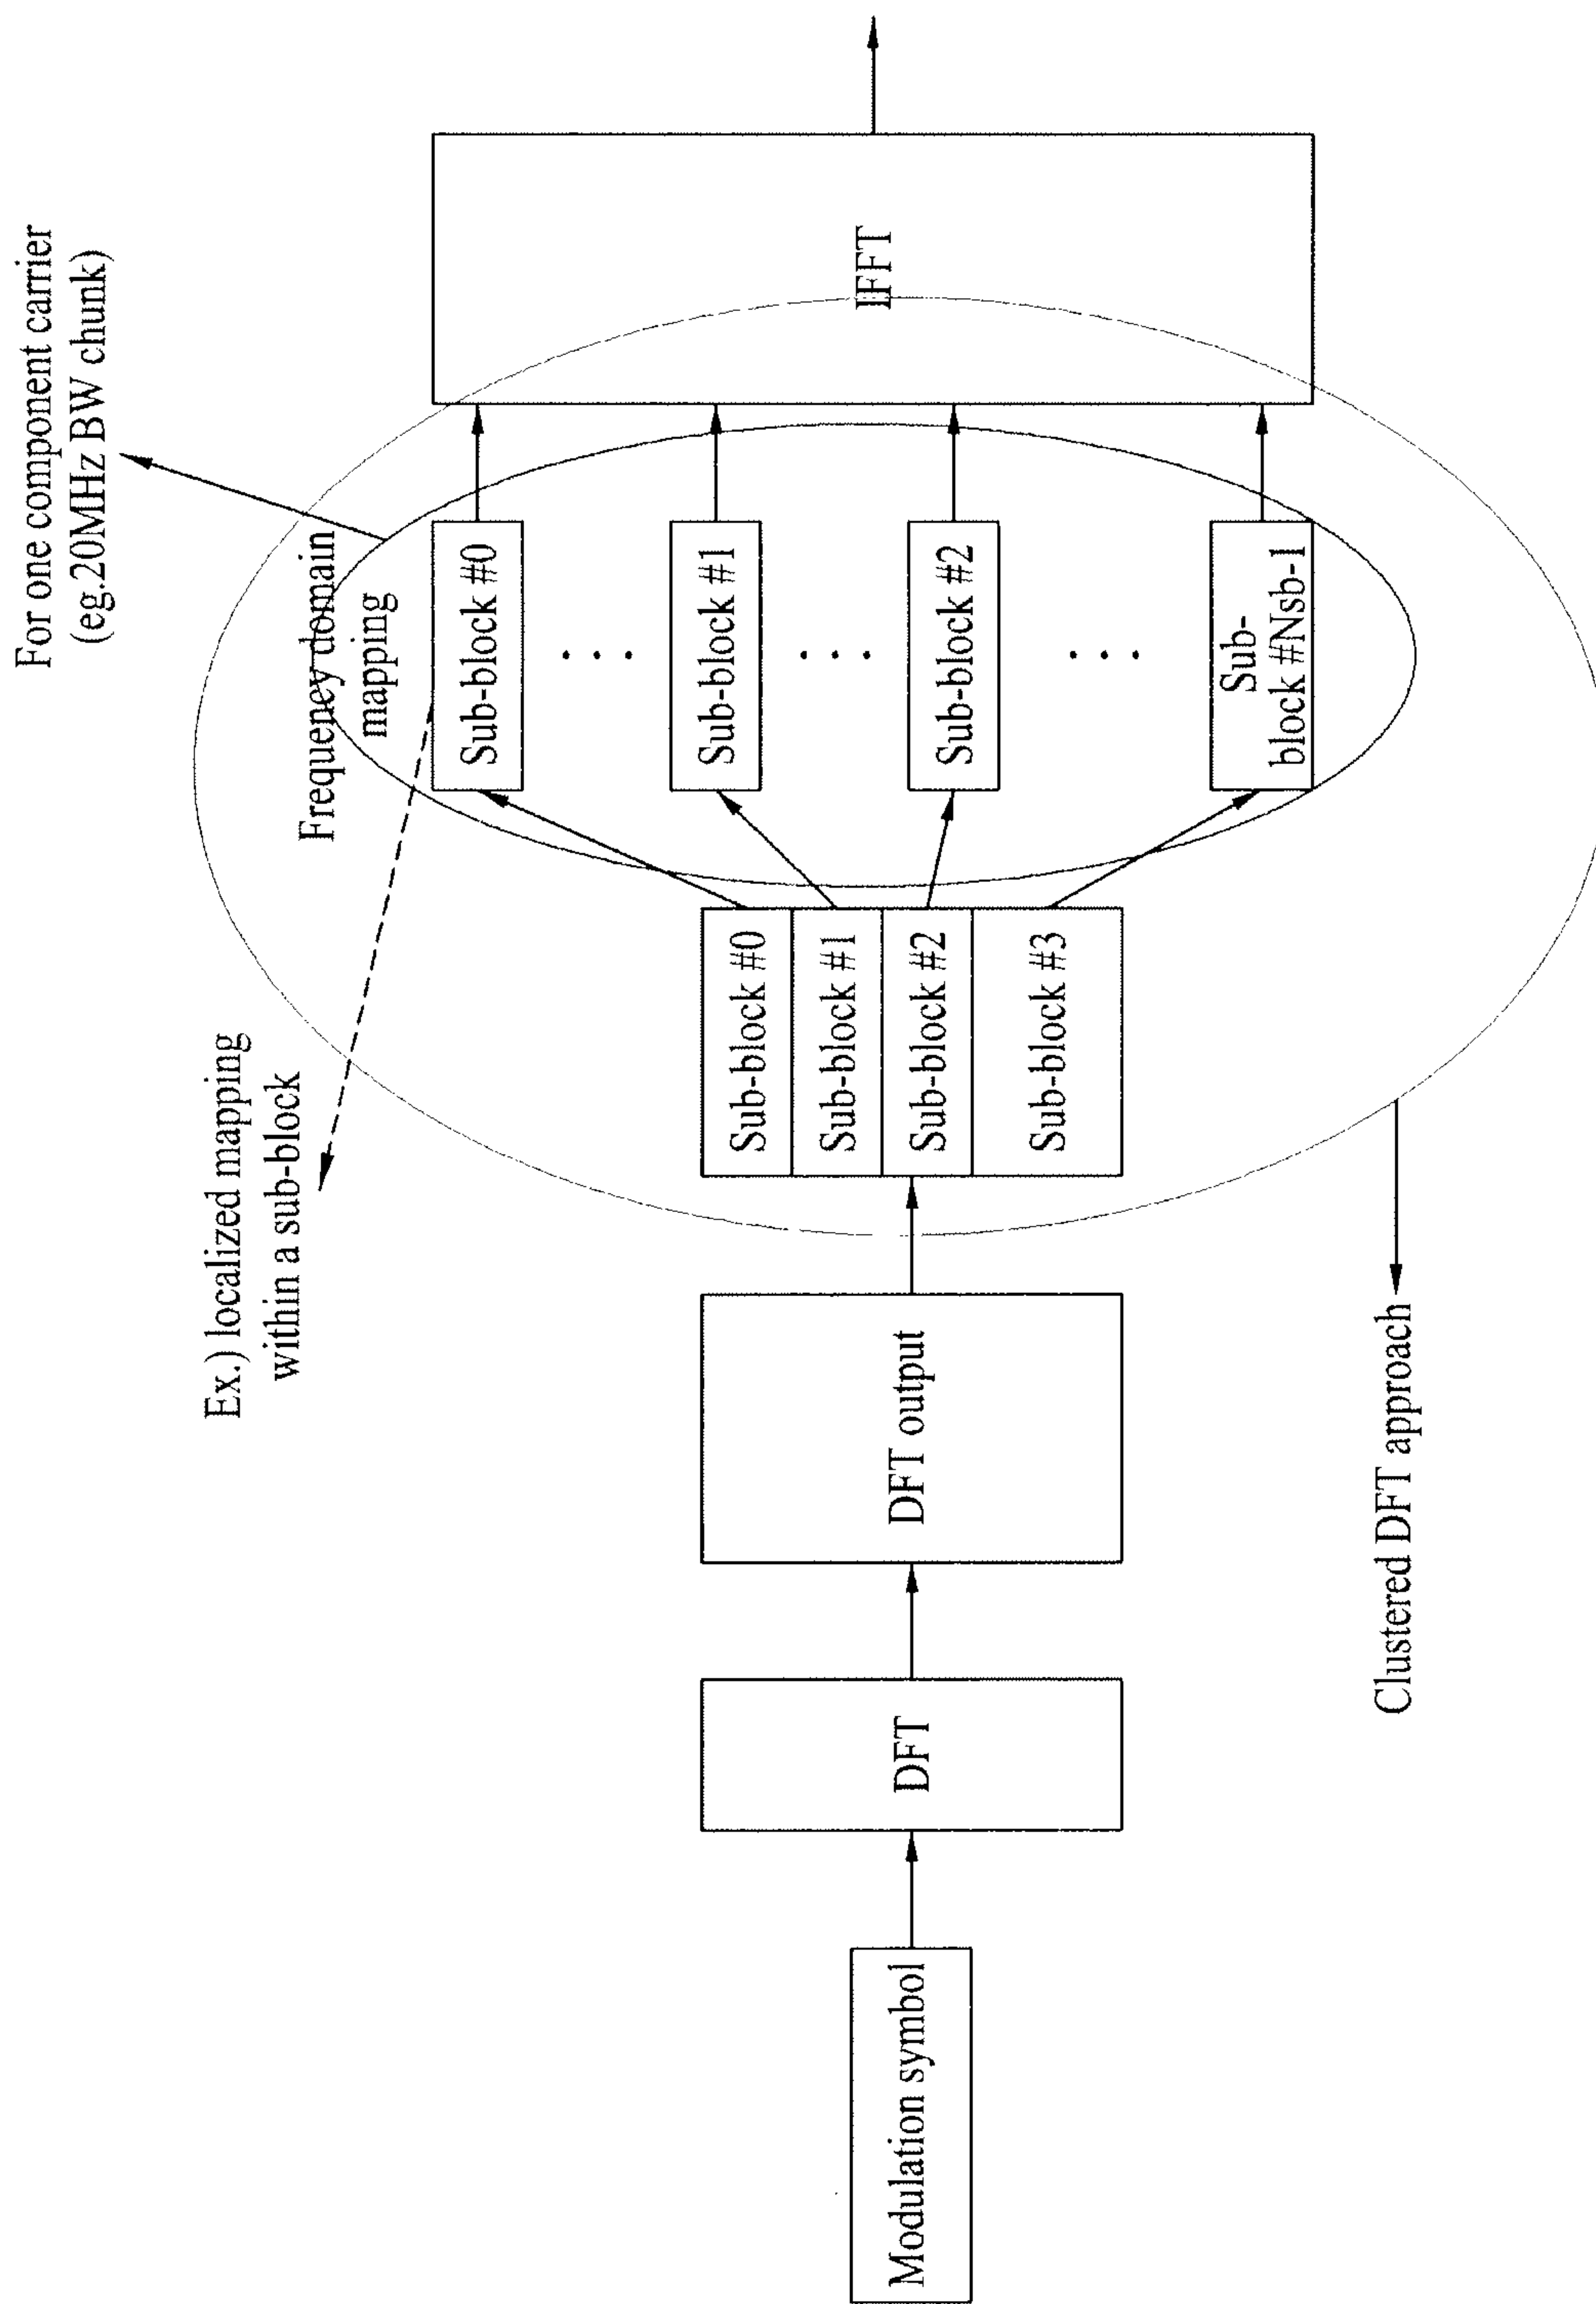 For one component carrier
(eg.20MHz BW chunk)
Ex.) localized mapping
within a sub-block
Frequency domain
mapping
Modulation symbol
DFT
DFT output
Sub-block #0
Sub-block #1
Sub-block #2
Sub-block #3
Sub-block #0
...
Sub-block #1
...
Sub-block #2
...
Sub-
block #Nsb-1
IFFT
Clustered DFT approach